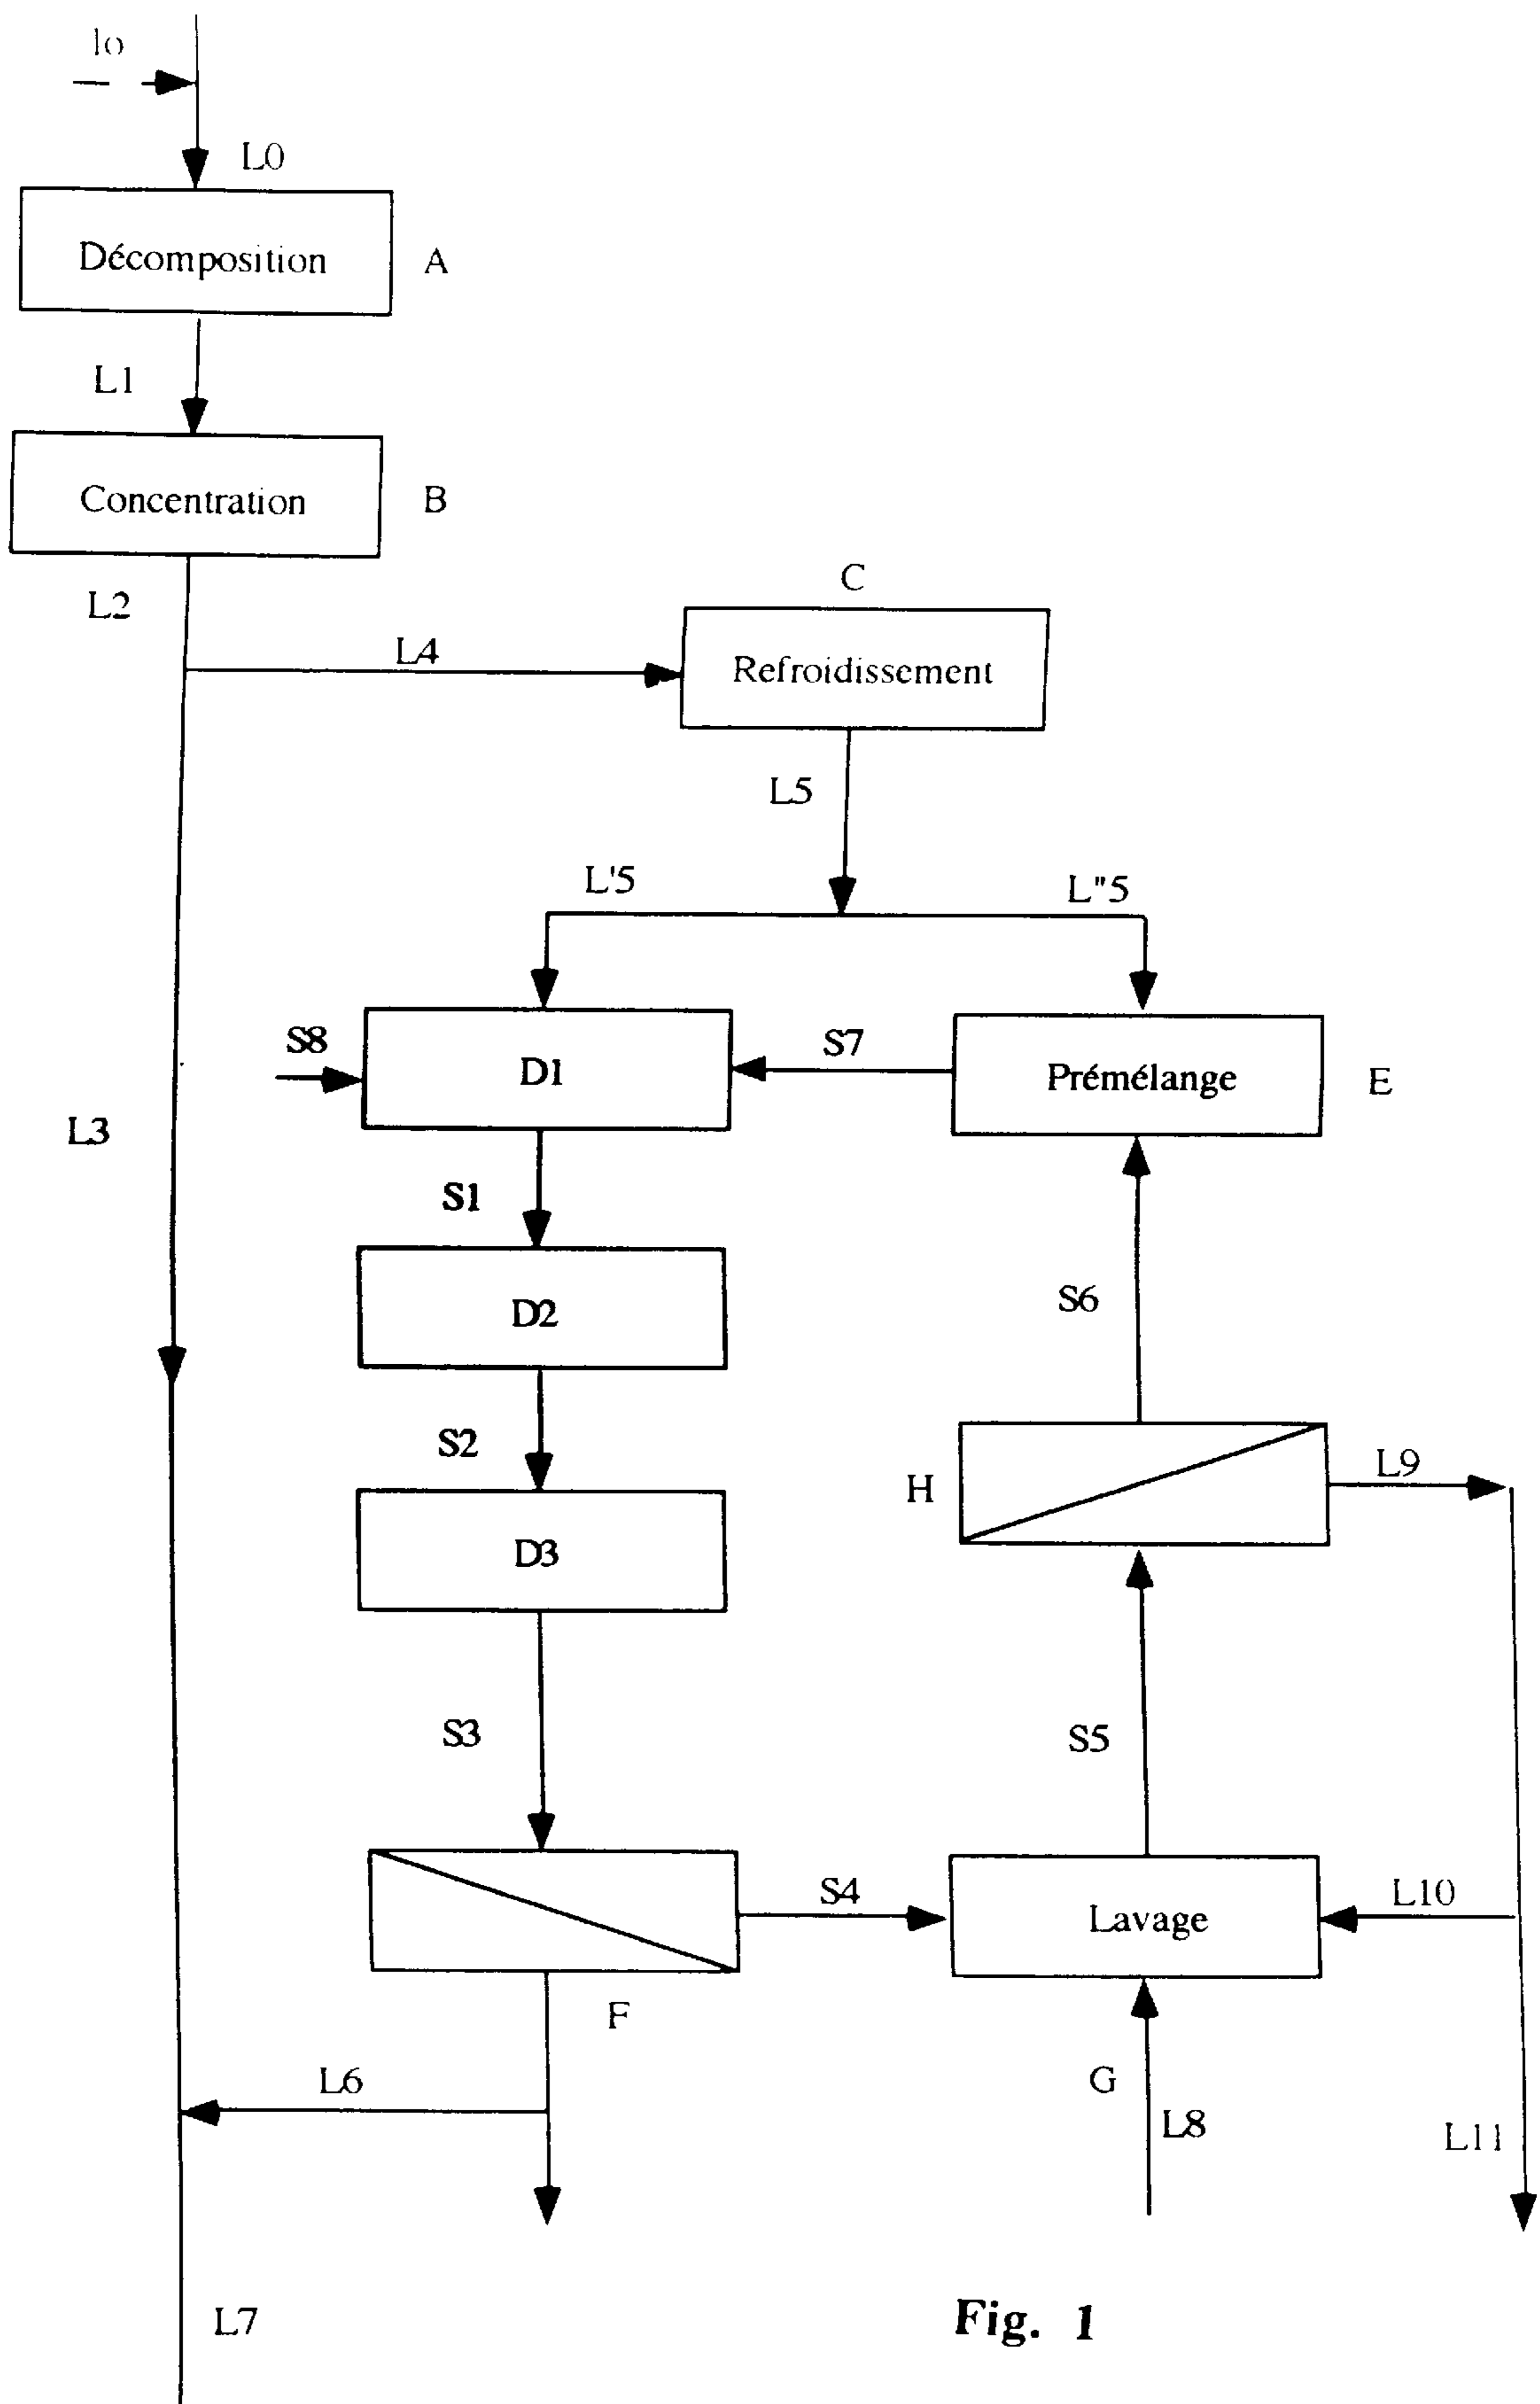 Io
L0
Décomposition
A
L1
Concentration
B
L2
C
L4
Refroidissement
L5
L'5
L"5
S8
D1
S7
Prémélange
E
L3
S1
D2
S6
S2
H
L9
D3
S3
S5
S4
Lavage
L10
F
L6
G
L8
L11
L7
Fig. 1